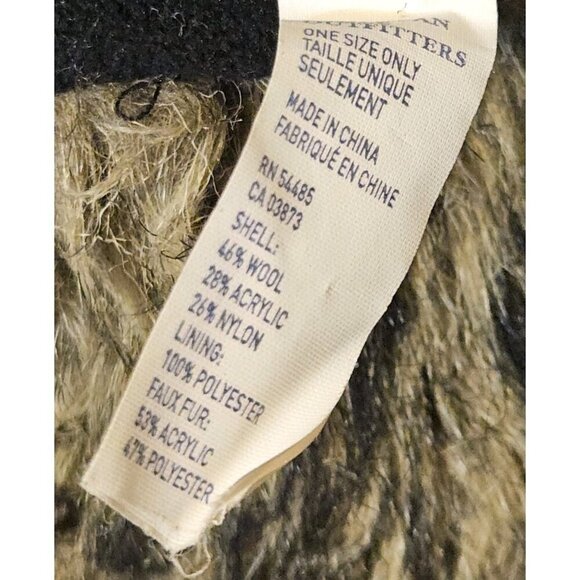 OUTFITTERS
ONE SIZE ONLY
TAILLE UNIQUE
SEULEMENT
MADE IN CHINA
FABRIQUÉ EN CHINE
RN 54485
CA 03873
SHELL:
46% WOOL
28% ACRYLIC
26% NYLON
LINING:
100% POLYESTER
FAUX FUR:
53% ACRYLIC
47% POLYESTER